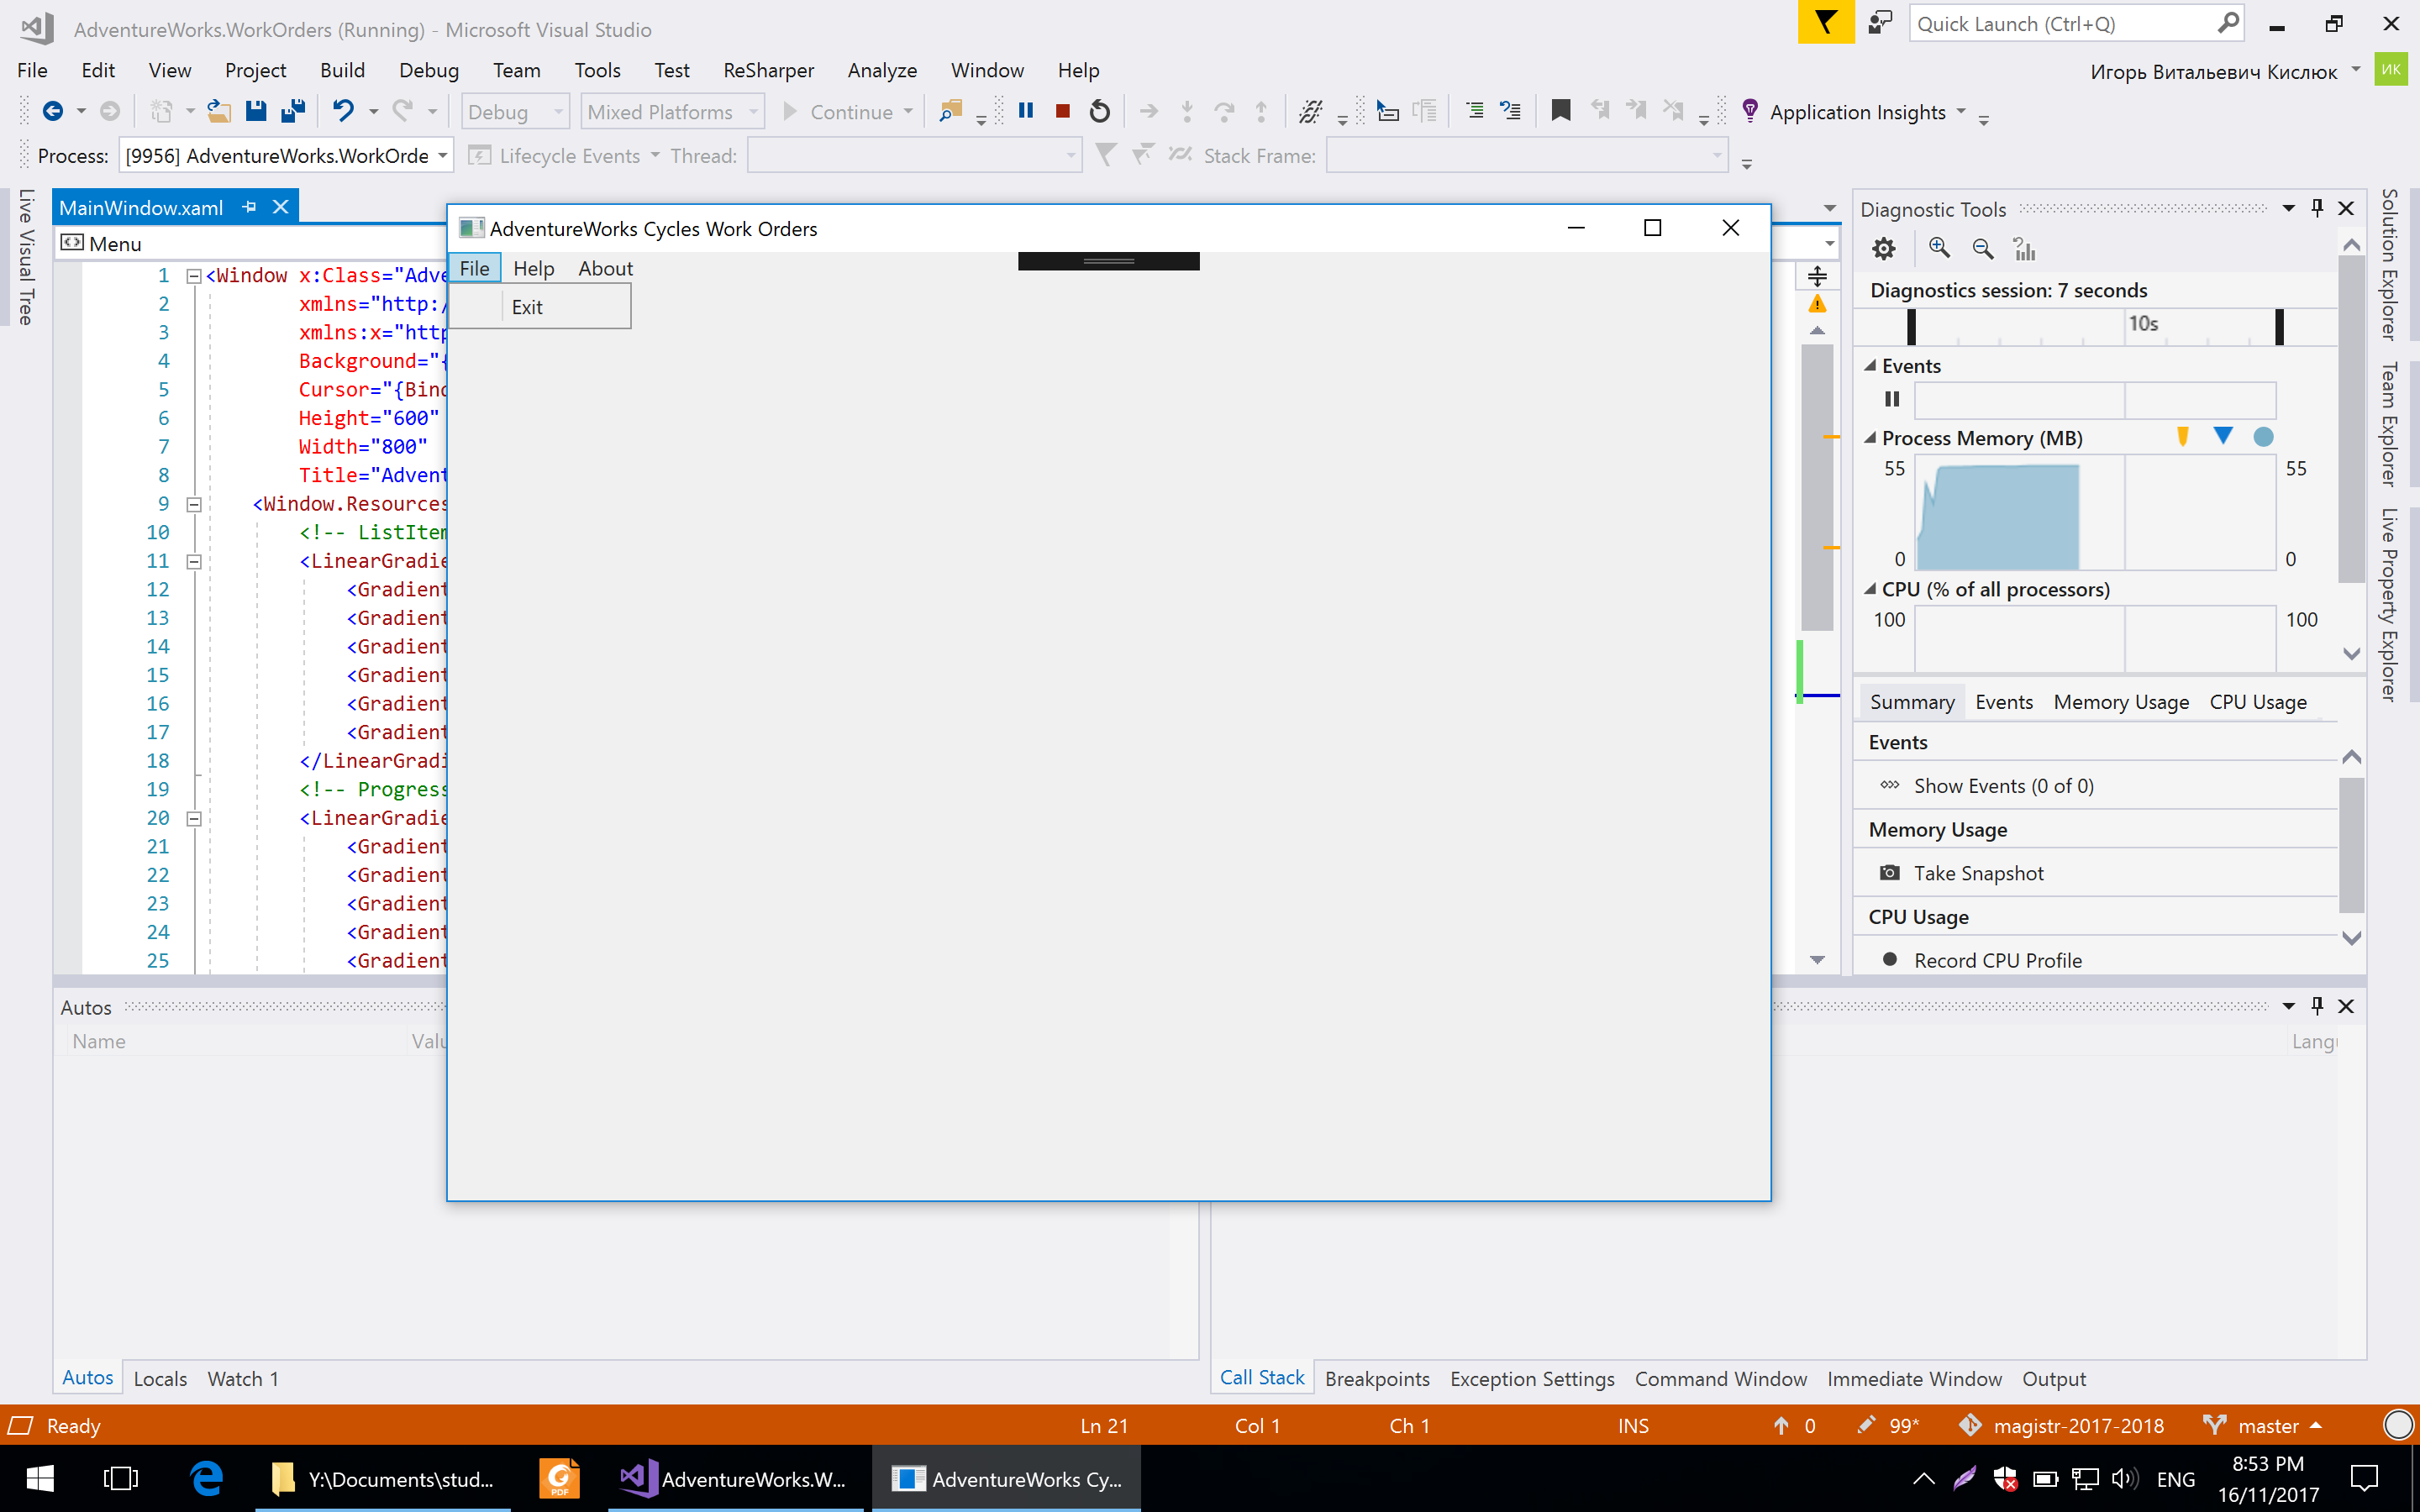 AdventureWorks.WorkOrders (Running) - Microsoft Visual Studio
Quick Launch (Ctrl+Q)
File Edit View Project Build Debug Team Tools Test ReSharper Analyze Window Help
Игорь Витальевич Кислюк
ИК
Debug Mixed Platforms Continue Application Insights
Process: [9956] AdventureWorks.WorkOrde Lifecycle Events Thread: Stack Frame:
Live Visual Tree
MainWindow.xaml
Menu
1 <Window x:Class="Adve
2 xmlns="http:/
3 xmlns:x="http
4 Background="{
5 Cursor="{Bind
6 Height="600"
7 Width="800"
8 Title="Advent
9 <Window.Resources
10 <!-- ListItem
11 <LinearGradie
12 <Gradient
13 <Gradient
14 <Gradient
15 <Gradient
16 <Gradient
17 <Gradient
18 </LinearGradi
19 <!-- Progress
20 <LinearGradie
21 <Gradient
22 <Gradient
23 <Gradient
24 <Gradient
25 <Gradient
AdventureWorks Cycles Work Orders
File Help About
Exit
Diagnostic Tools
Diagnostics session: 7 seconds
10s
Events
Process Memory (MB)
55 55
0 0
CPU (% of all processors)
100 100
Summary Events Memory Usage CPU Usage
Events
Show Events (0 of 0)
Memory Usage
Take Snapshot
CPU Usage
Record CPU Profile
Solution Explorer
Team Explorer
Live Property Explorer
Autos
Name Valu
Lang
Autos Locals Watch 1
Call Stack Breakpoints Exception Settings Command Window Immediate Window Output
Ready Ln 21 Col 1 Ch 1 INS 0 99* magistr-2017-2018 master
Y:\Documents\stud...
PDF
AdventureWorks.W...
AdventureWorks Cy...
ENG
8:53 PM
16/11/2017